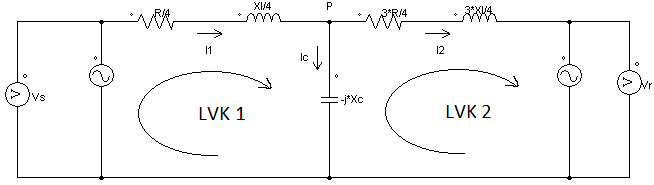 R/4
Xl/4
P
3*R/4
3*Xl/4
I1
Ic
I2
V
Vs
LVK 1
-j*Xc
LVK 2
V
Vr